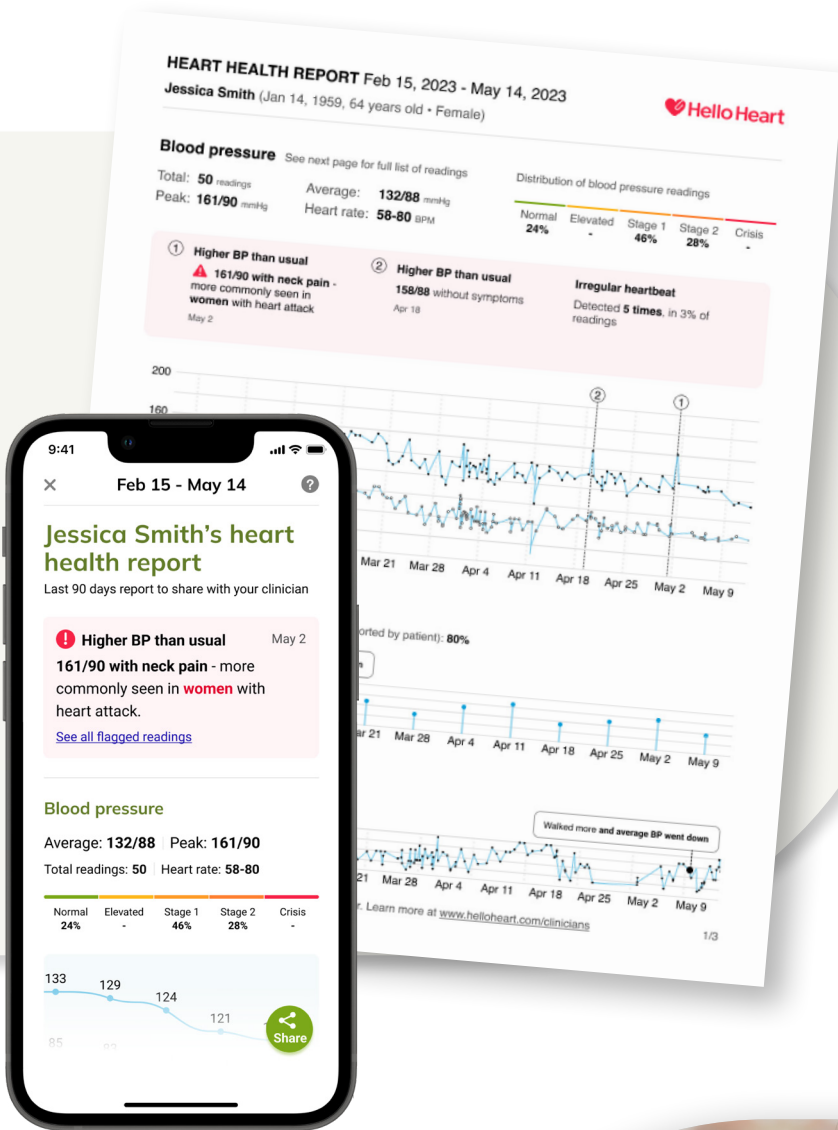 HEART HEALTH REPORT Feb 15, 2023 - May 14, 2023
Jessica Smith (Jan 14, 1959, 64 years old • Female)
Hello Heart
Blood pressure See next page for full list of readings
Total: 50 readings
Peak: 161/90 mmHg
Average: 132/88 mmHg
Heart rate: 58-80 BPM
Distribution of blood pressure readings
Normal Elevated Stage 1 Stage 2 Crisis
24% - 46% 28% -
1 Higher BP than usual
161/90 with neck pain -
more commonly seen in
women with heart attack
May 2
2 Higher BP than usual
158/88 without symptoms
Apr 18
Irregular heartbeat
Detected 5 times, in 3% of
readings
200
160
2
1
Mar 21 Mar 28 Apr 4 Apr 11 Apr 18 Apr 25 May 2 May 9
orted by patient): 80%
ar 21 Mar 28 Apr 4 Apr 11 Apr 18 Apr 25 May 2 May 9
Walked more and average BP went down
21 Mar 28 Apr 4 Apr 11 Apr 18 Apr 25 May 2 May 9
r. Learn more at www.helloheart.com/clinicians
1/3
9:41
Feb 15 - May 14
Jessica Smith's heart
health report
Last 90 days report to share with your clinician
Higher BP than usual May 2
161/90 with neck pain - more
commonly seen in women with
heart attack.
See all flagged readings
Blood pressure
Average: 132/88 Peak: 161/90
Total readings: 50 Heart rate: 58-80
Normal Elevated Stage 1 Stage 2 Crisis
24% - 46% 28% -
133
129
124
121
85
Share